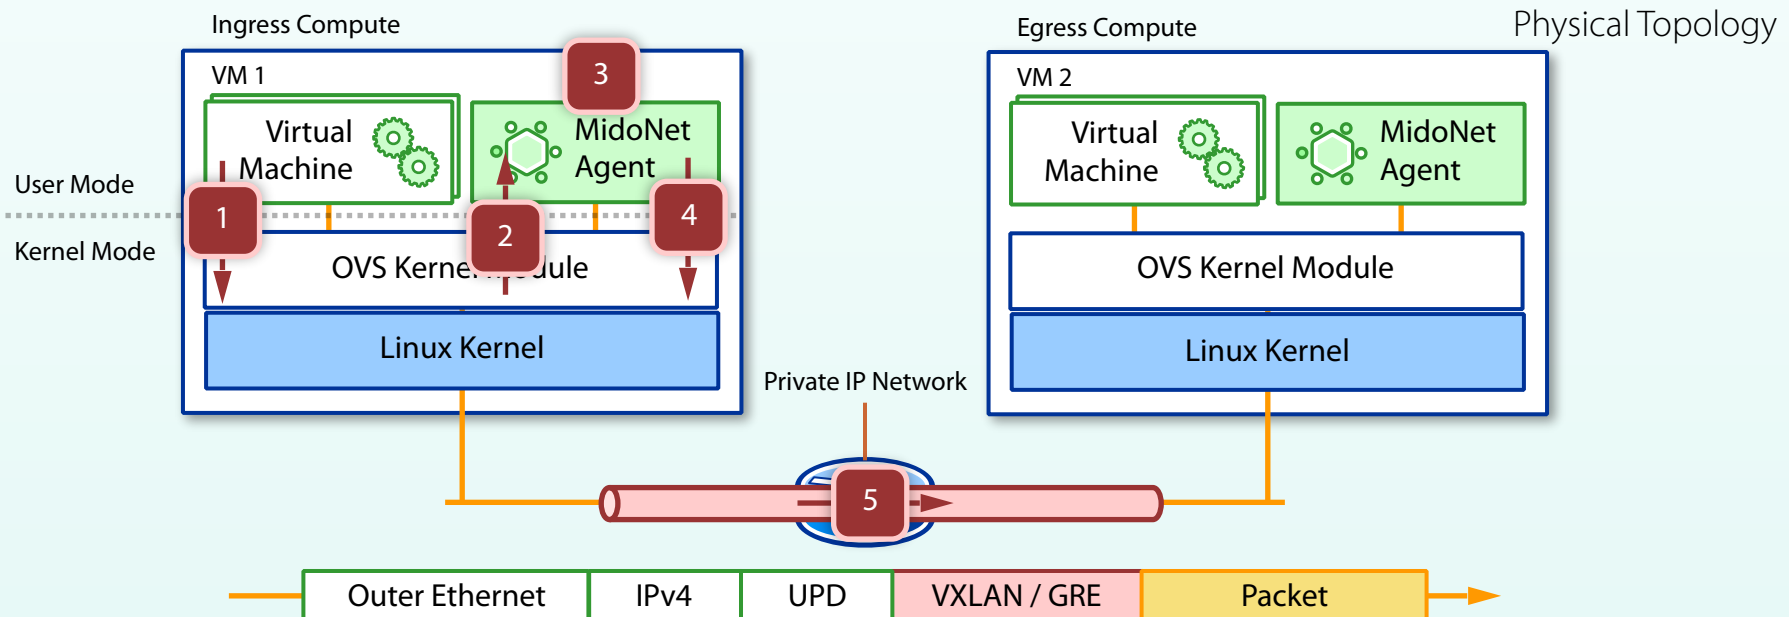 Physical Topology
Ingress Compute
Egress Compute
VM 1
3
VM 2
Virtual
Machine
MidoNet
Agent
Virtual
Machine
MidoNet
Agent
User Mode
Kernel Mode
1
2
4
OVS Kernel Module
OVS Kernel Module
Linux Kernel
Linux Kernel
Private IP Network
5
Outer Ethernet
IPv4
UPD
VXLAN / GRE
Packet